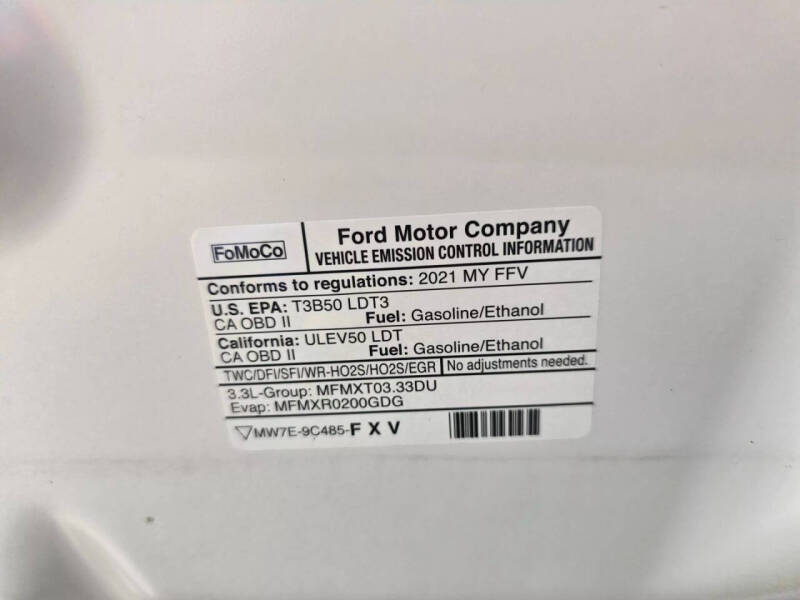 FoMoCo
Ford Motor Company
VEHICLE EMISSION CONTROL INFORMATION
Conforms to regulations: 2021 MY FFV
U.S. EPA: T3B50 LDT3
CA OBD II Fuel: Gasoline/Ethanol
California: ULEV50 LDT
CA OBD II Fuel: Gasoline/Ethanol
TWC/DFI/SFI/WR-HO2S/HO2S/EGR No adjustments needed.
3.3L-Group: MFMXT03.33DU
Evap: MFMXR0200GDG
MW7E-9C485-F X V